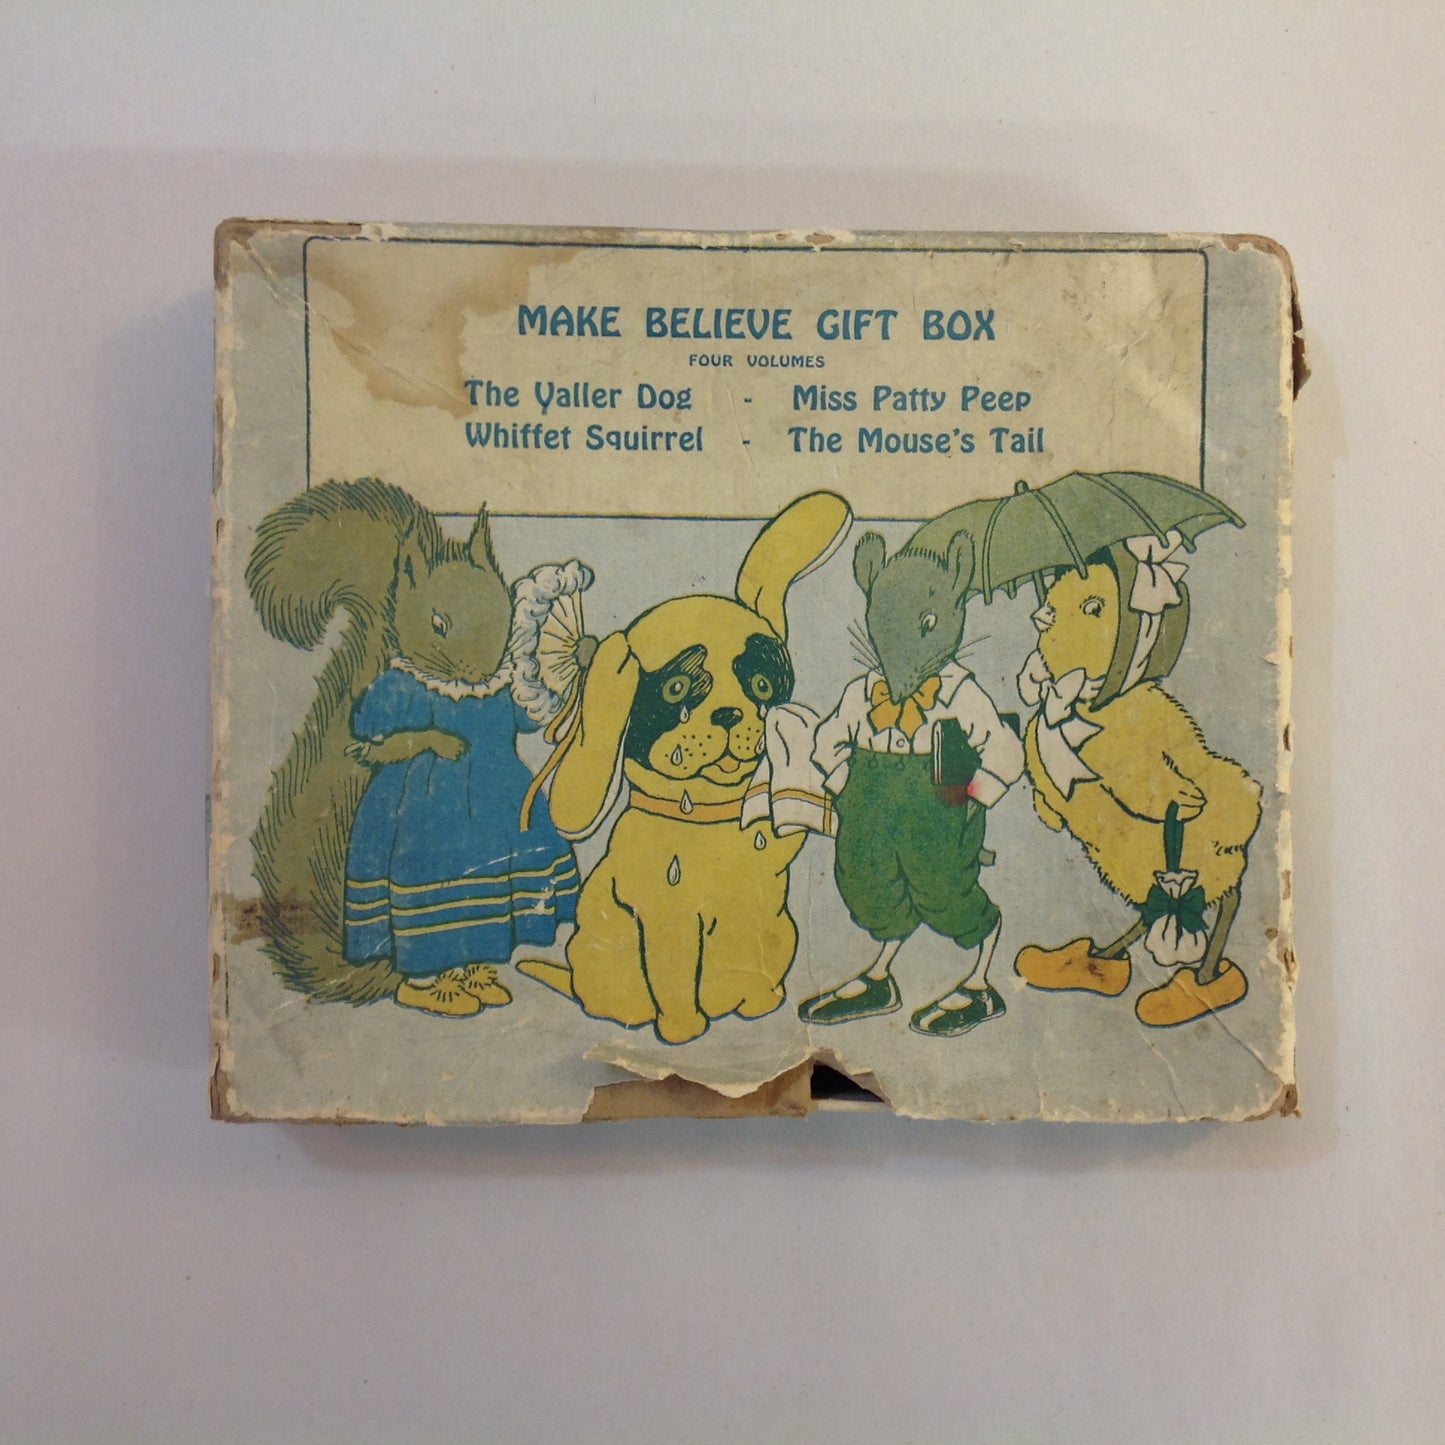 MAKE BELIEVE GIFT BOX
FOUR VOLUMES
The Yaller Dog - Miss Patty Peep
Whiffet Squirrel - The Mouse's Tail